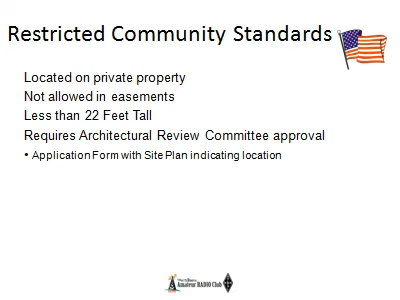 Restricted Community Standards
Located on private property
Not allowed in easements
Less than 22 Feet Tall
Requires Architectural Review Committee approval
• Application Form with Site Plan indicating location
Amateur RADIO Club